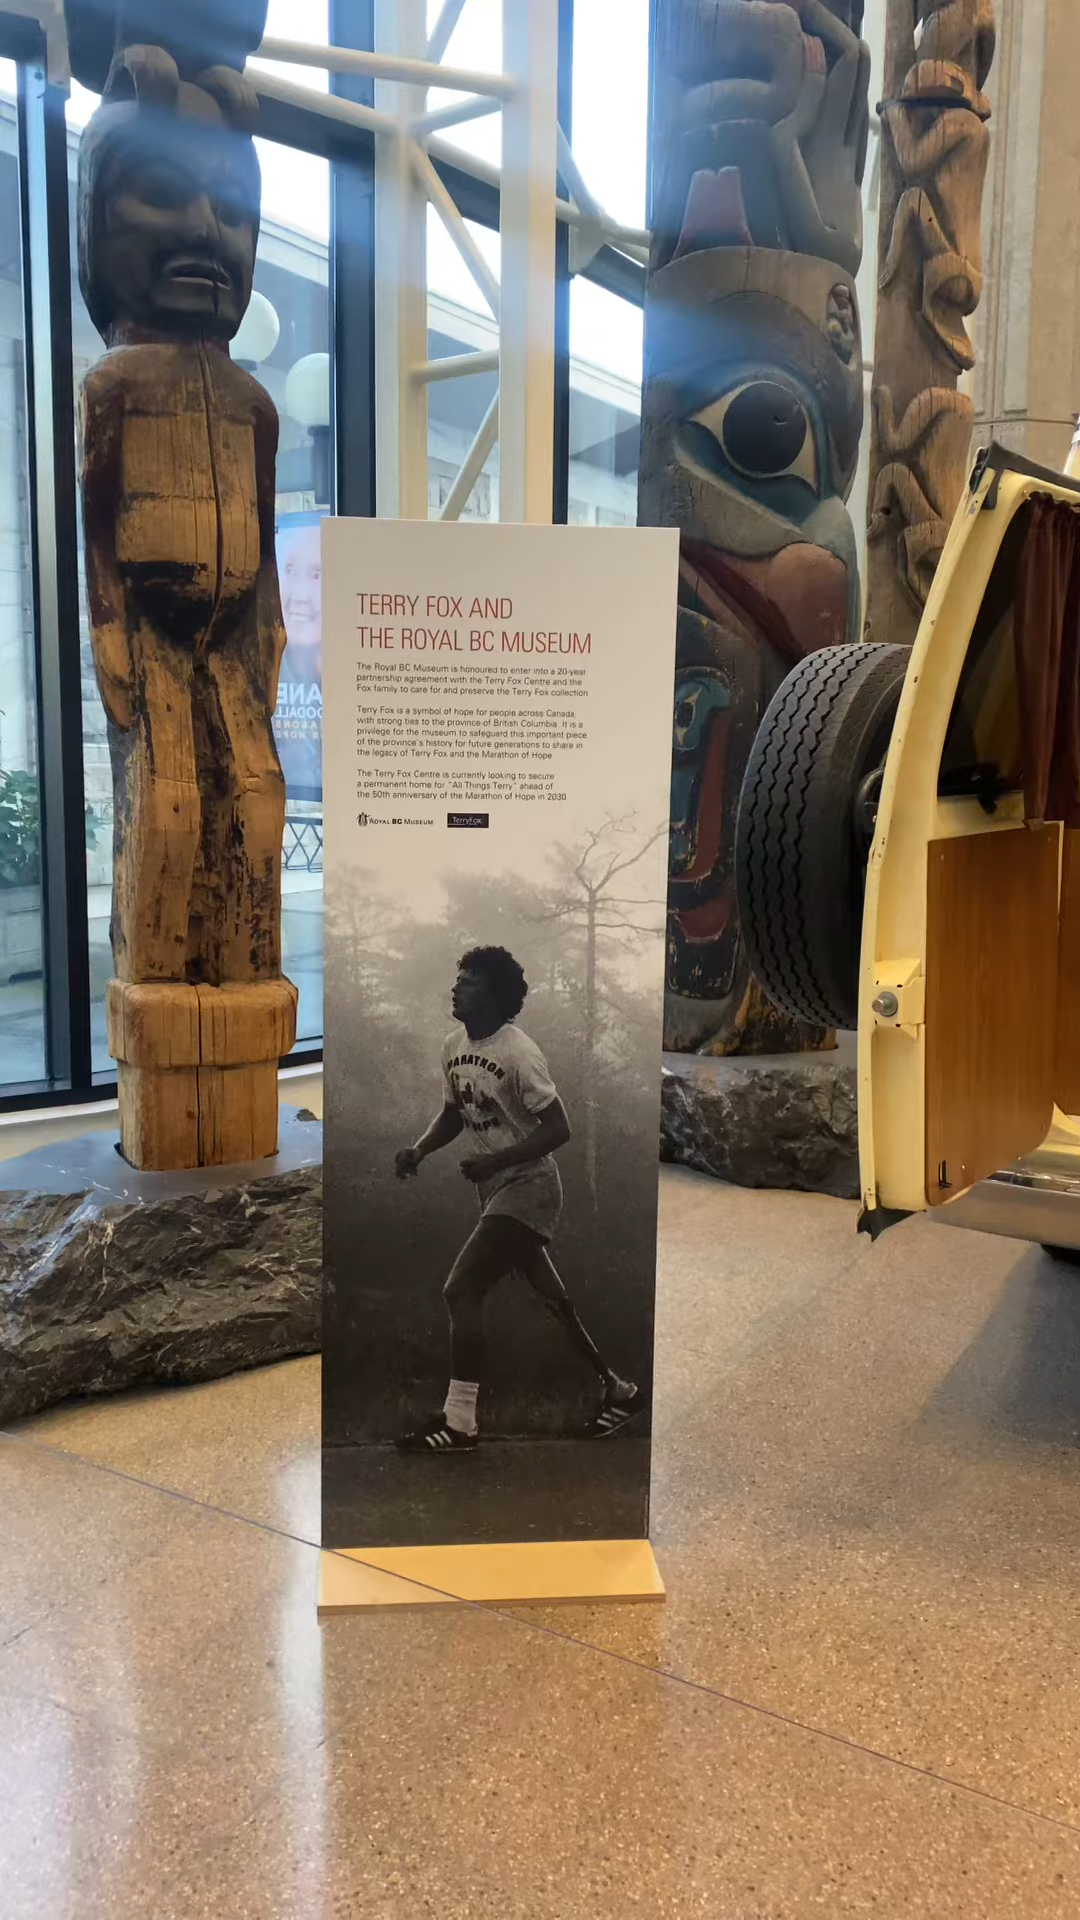 TERRY FOX AND
THE ROYAL BC MUSEUM
The Royal BC Museum is honoured to enter into a 20-year
partnership agreement with the Terry Fox Centre and the
Fox family to care for and preserve the Terry Fox collection.
Terry Fox is a symbol of hope for people across Canada,
with strong ties to the province of British Columbia. It is a
privilege for the museum to safeguard this important piece
of the province's history for future generations to share in
the legacy of Terry Fox and the Marathon of Hope
The Terry Fox Centre is currently looking to secure
a permanent home for "All Things Terry" ahead of
the 50th anniversary of the Marathon of Hope in 2030
ROYAL BC MUSEUM
TerryFox
MARATHON